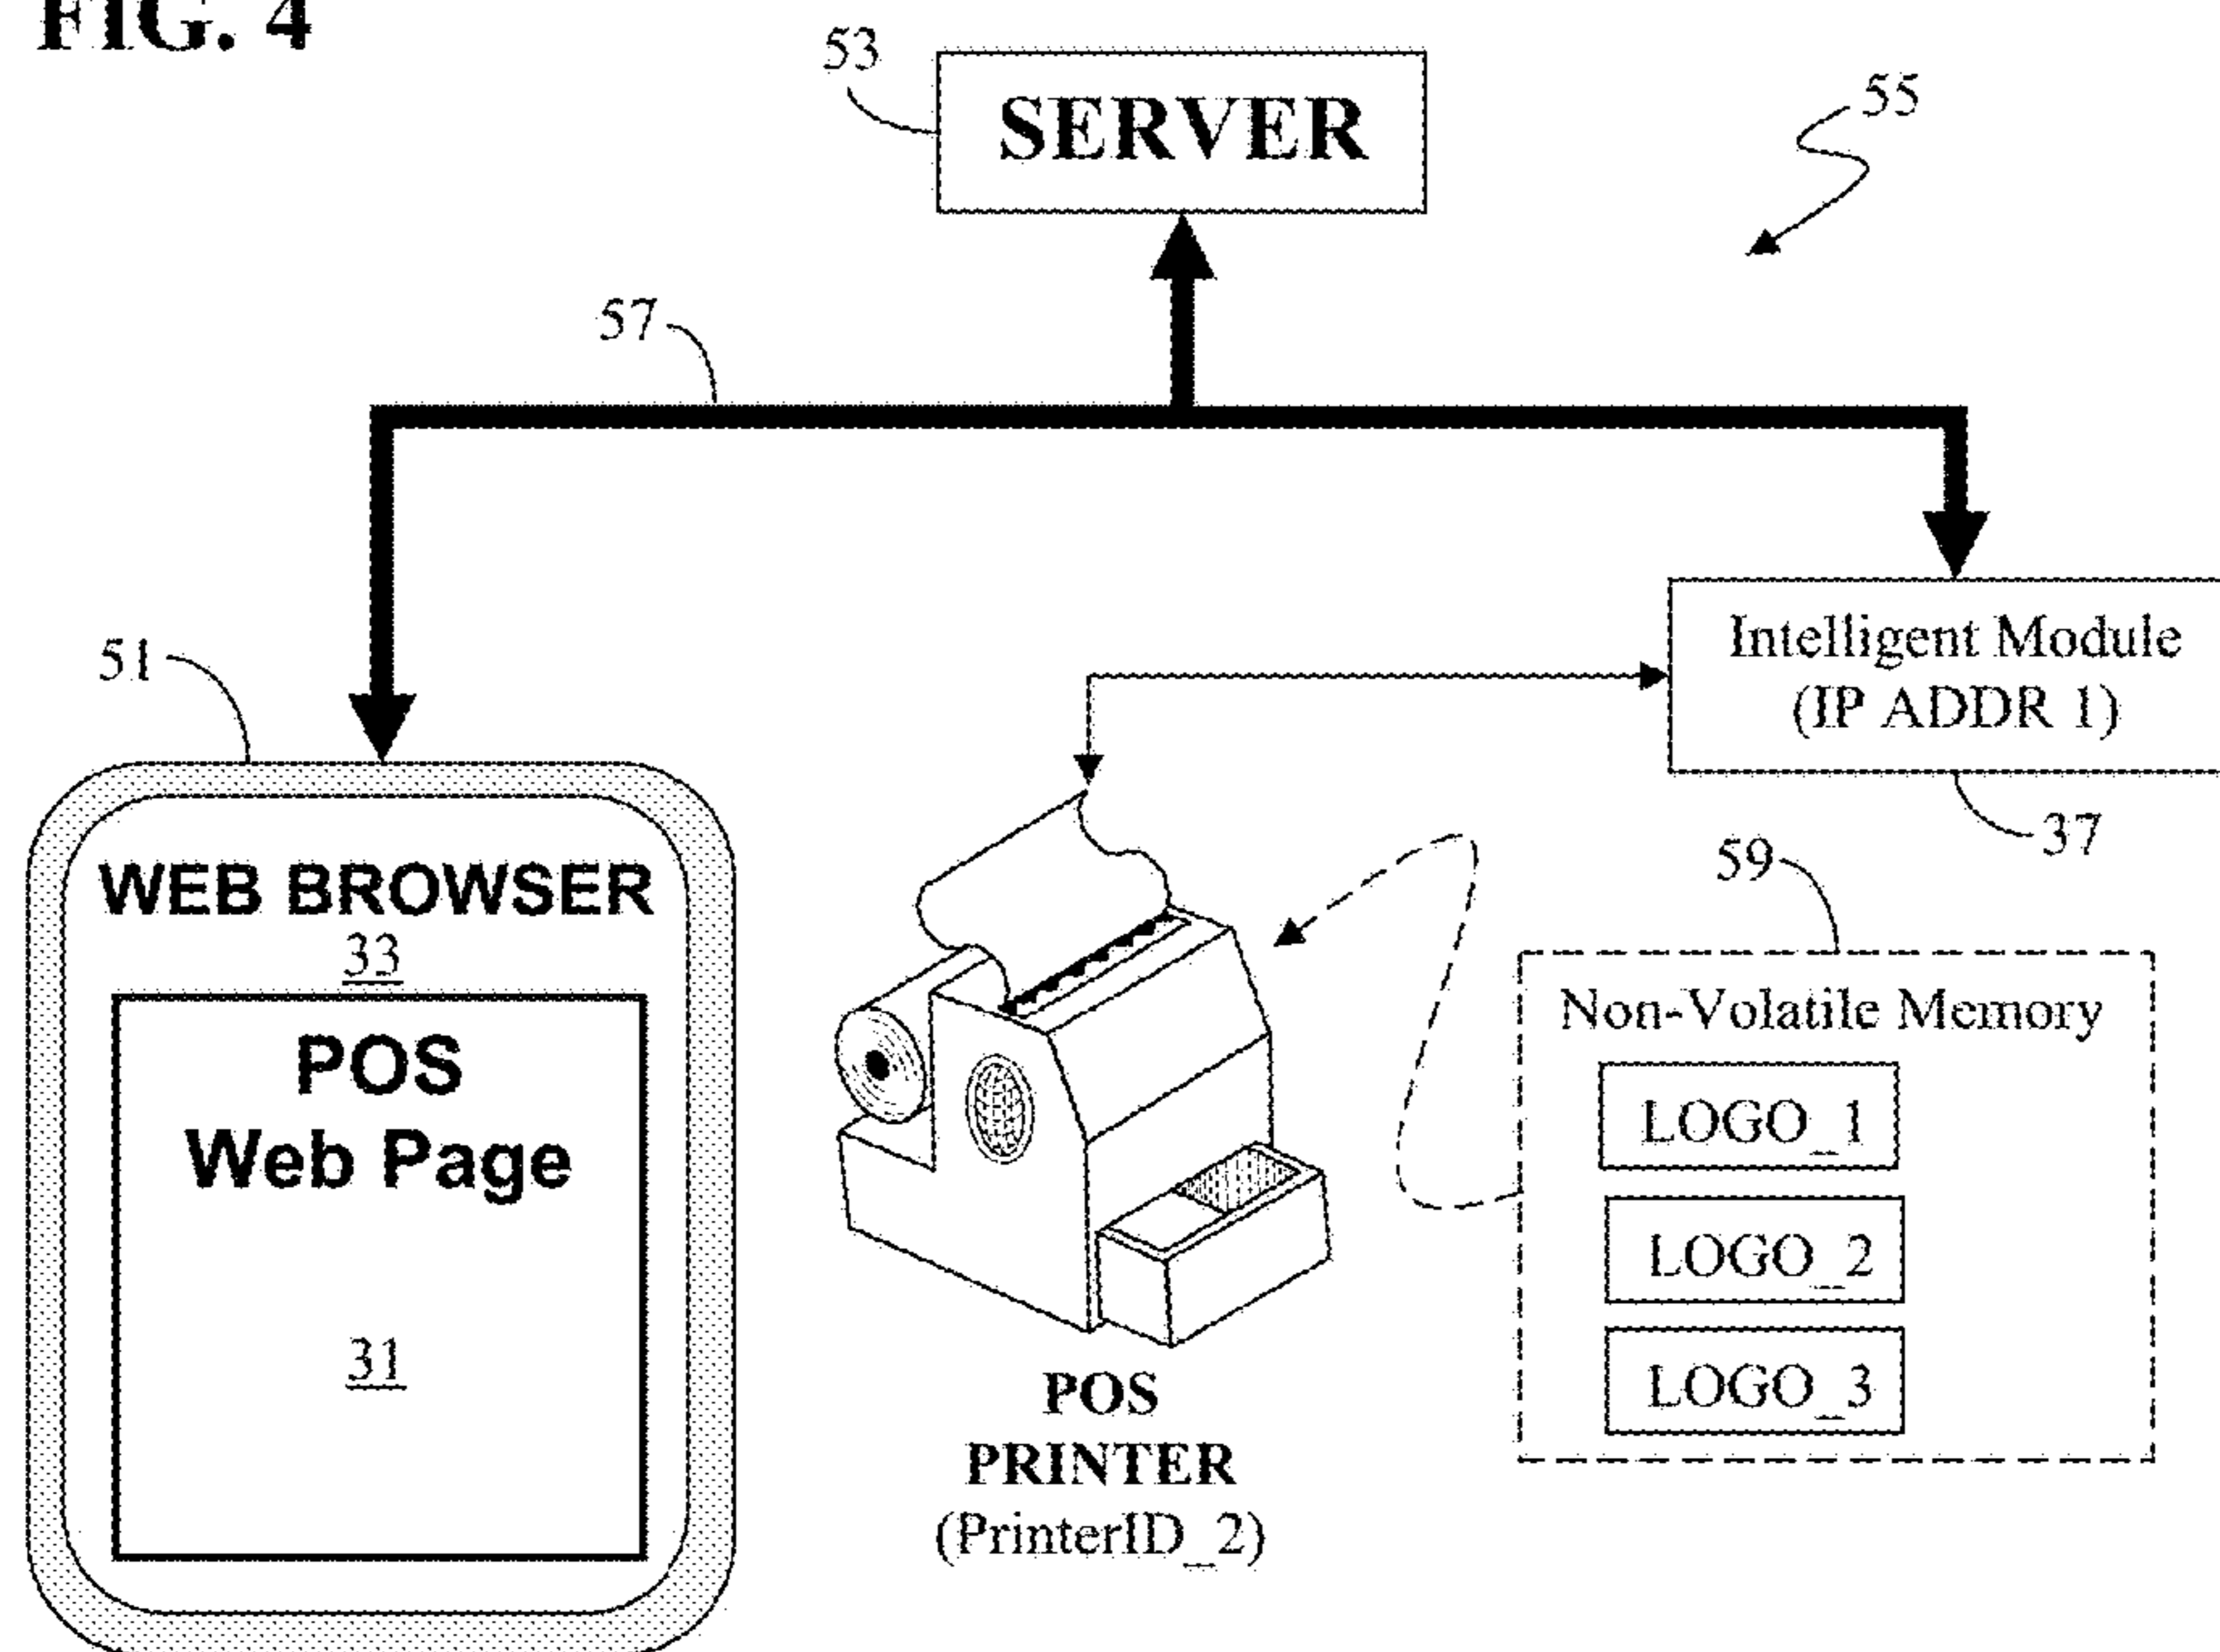 FIG. 4
53
SERVER
55
57
51
Intelligent Module
(IP ADDR 1)
37
59
WEB BROWSER
33
POS
Web Page
31
Non-Volatile Memory
LOGO_1
LOGO_2
LOGO_3
POS
PRINTER
(PrinterID_2)